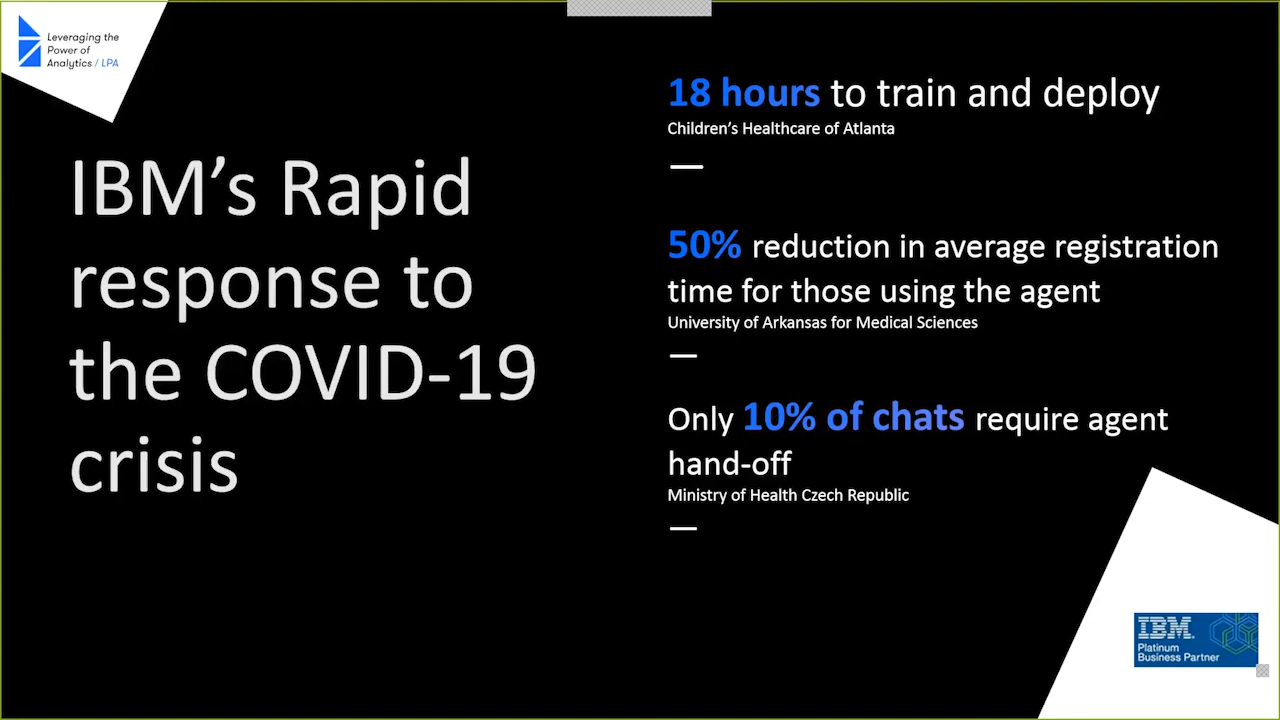 Leveraging the
Power of
Analytics / LPA
IBM’s Rapid
response to
the COVID-19
crisis
18 hours to train and deploy
Children’s Healthcare of Atlanta
50% reduction in average registration
time for those using the agent
University of Arkansas for Medical Sciences
Only 10% of chats require agent
hand-off
Ministry of Health Czech Republic
IBM.
Platinum
Business Partner